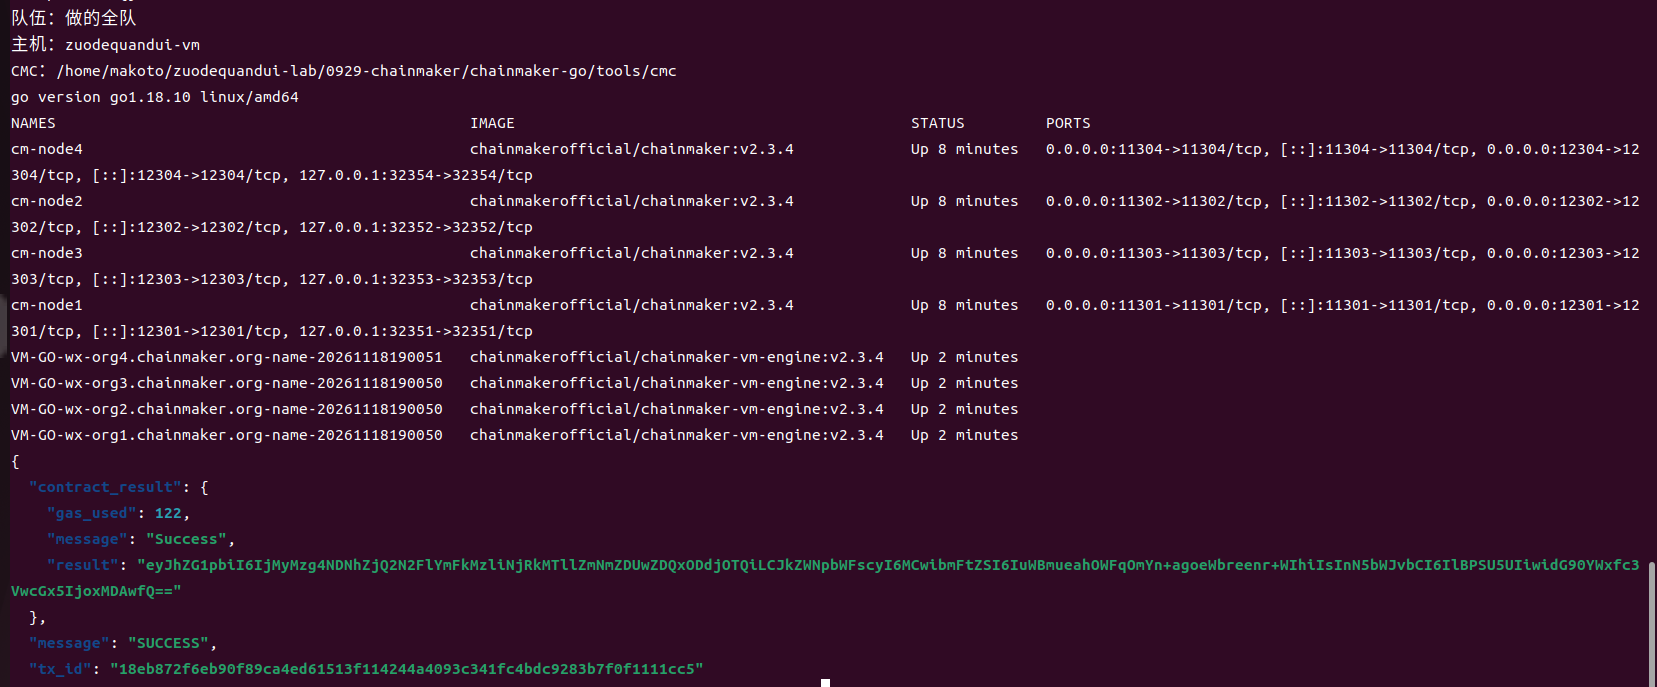 队伍：做的全队
主机：zuodequandui-vm
CMC：/home/makoto/zuodequandui-lab/0929-chainmaker/chainmaker-go/tools/cmc
go version go1.18.10 linux/amd64
NAMES IMAGE STATUS PORTS
cm-node4 chainmakerofficial/chainmaker:v2.3.4 Up 8 minutes 0.0.0.0:11304->11304/tcp, [::]:11304->11304/tcp, 0.0.0.0:12304->12
304/tcp, [::]:12304->12304/tcp, 127.0.0.1:32354->32354/tcp
cm-node2 chainmakerofficial/chainmaker:v2.3.4 Up 8 minutes 0.0.0.0:11302->11302/tcp, [::]:11302->11302/tcp, 0.0.0.0:12302->12
302/tcp, [::]:12302->12302/tcp, 127.0.0.1:32352->32352/tcp
cm-node3 chainmakerofficial/chainmaker:v2.3.4 Up 8 minutes 0.0.0.0:11303->11303/tcp, [::]:11303->11303/tcp, 0.0.0.0:12303->12
303/tcp, [::]:12303->12303/tcp, 127.0.0.1:32353->32353/tcp
cm-node1 chainmakerofficial/chainmaker:v2.3.4 Up 8 minutes 0.0.0.0:11301->11301/tcp, [::]:11301->11301/tcp, 0.0.0.0:12301->12
301/tcp, [::]:12301->12301/tcp, 127.0.0.1:32351->32351/tcp
VM-GO-wx-org4.chainmaker.org-name-20261118190051 chainmakerofficial/chainmaker-vm-engine:v2.3.4 Up 2 minutes
VM-GO-wx-org3.chainmaker.org-name-20261118190050 chainmakerofficial/chainmaker-vm-engine:v2.3.4 Up 2 minutes
VM-GO-wx-org2.chainmaker.org-name-20261118190050 chainmakerofficial/chainmaker-vm-engine:v2.3.4 Up 2 minutes
VM-GO-wx-org1.chainmaker.org-name-20261118190050 chainmakerofficial/chainmaker-vm-engine:v2.3.4 Up 2 minutes
{
"contract_result": {
"gas_used": 122,
"message": "Success",
"result": "eyJhZG1pbiI6IjMyMzg4NDNhZjQ2N2FlYmFkMzliNjRkMTllZmNmZDUwZDQxODdjOTQiLCJkZWNpbWFscyI6MCwibmFtZSI6IuWBmueahOWFqOmYn+agoeWbreenr+WIhiIsInN5bWJvbCI6IlBPSU5UIiwidG90YWxfc3
VwcGx5IjoxMDAwfQ=="
},
"message": "SUCCESS",
"tx_id": "18eb872f6eb90f89ca4ed61513f114244a4093c341fc4bdc9283b7f0f1111cc5"